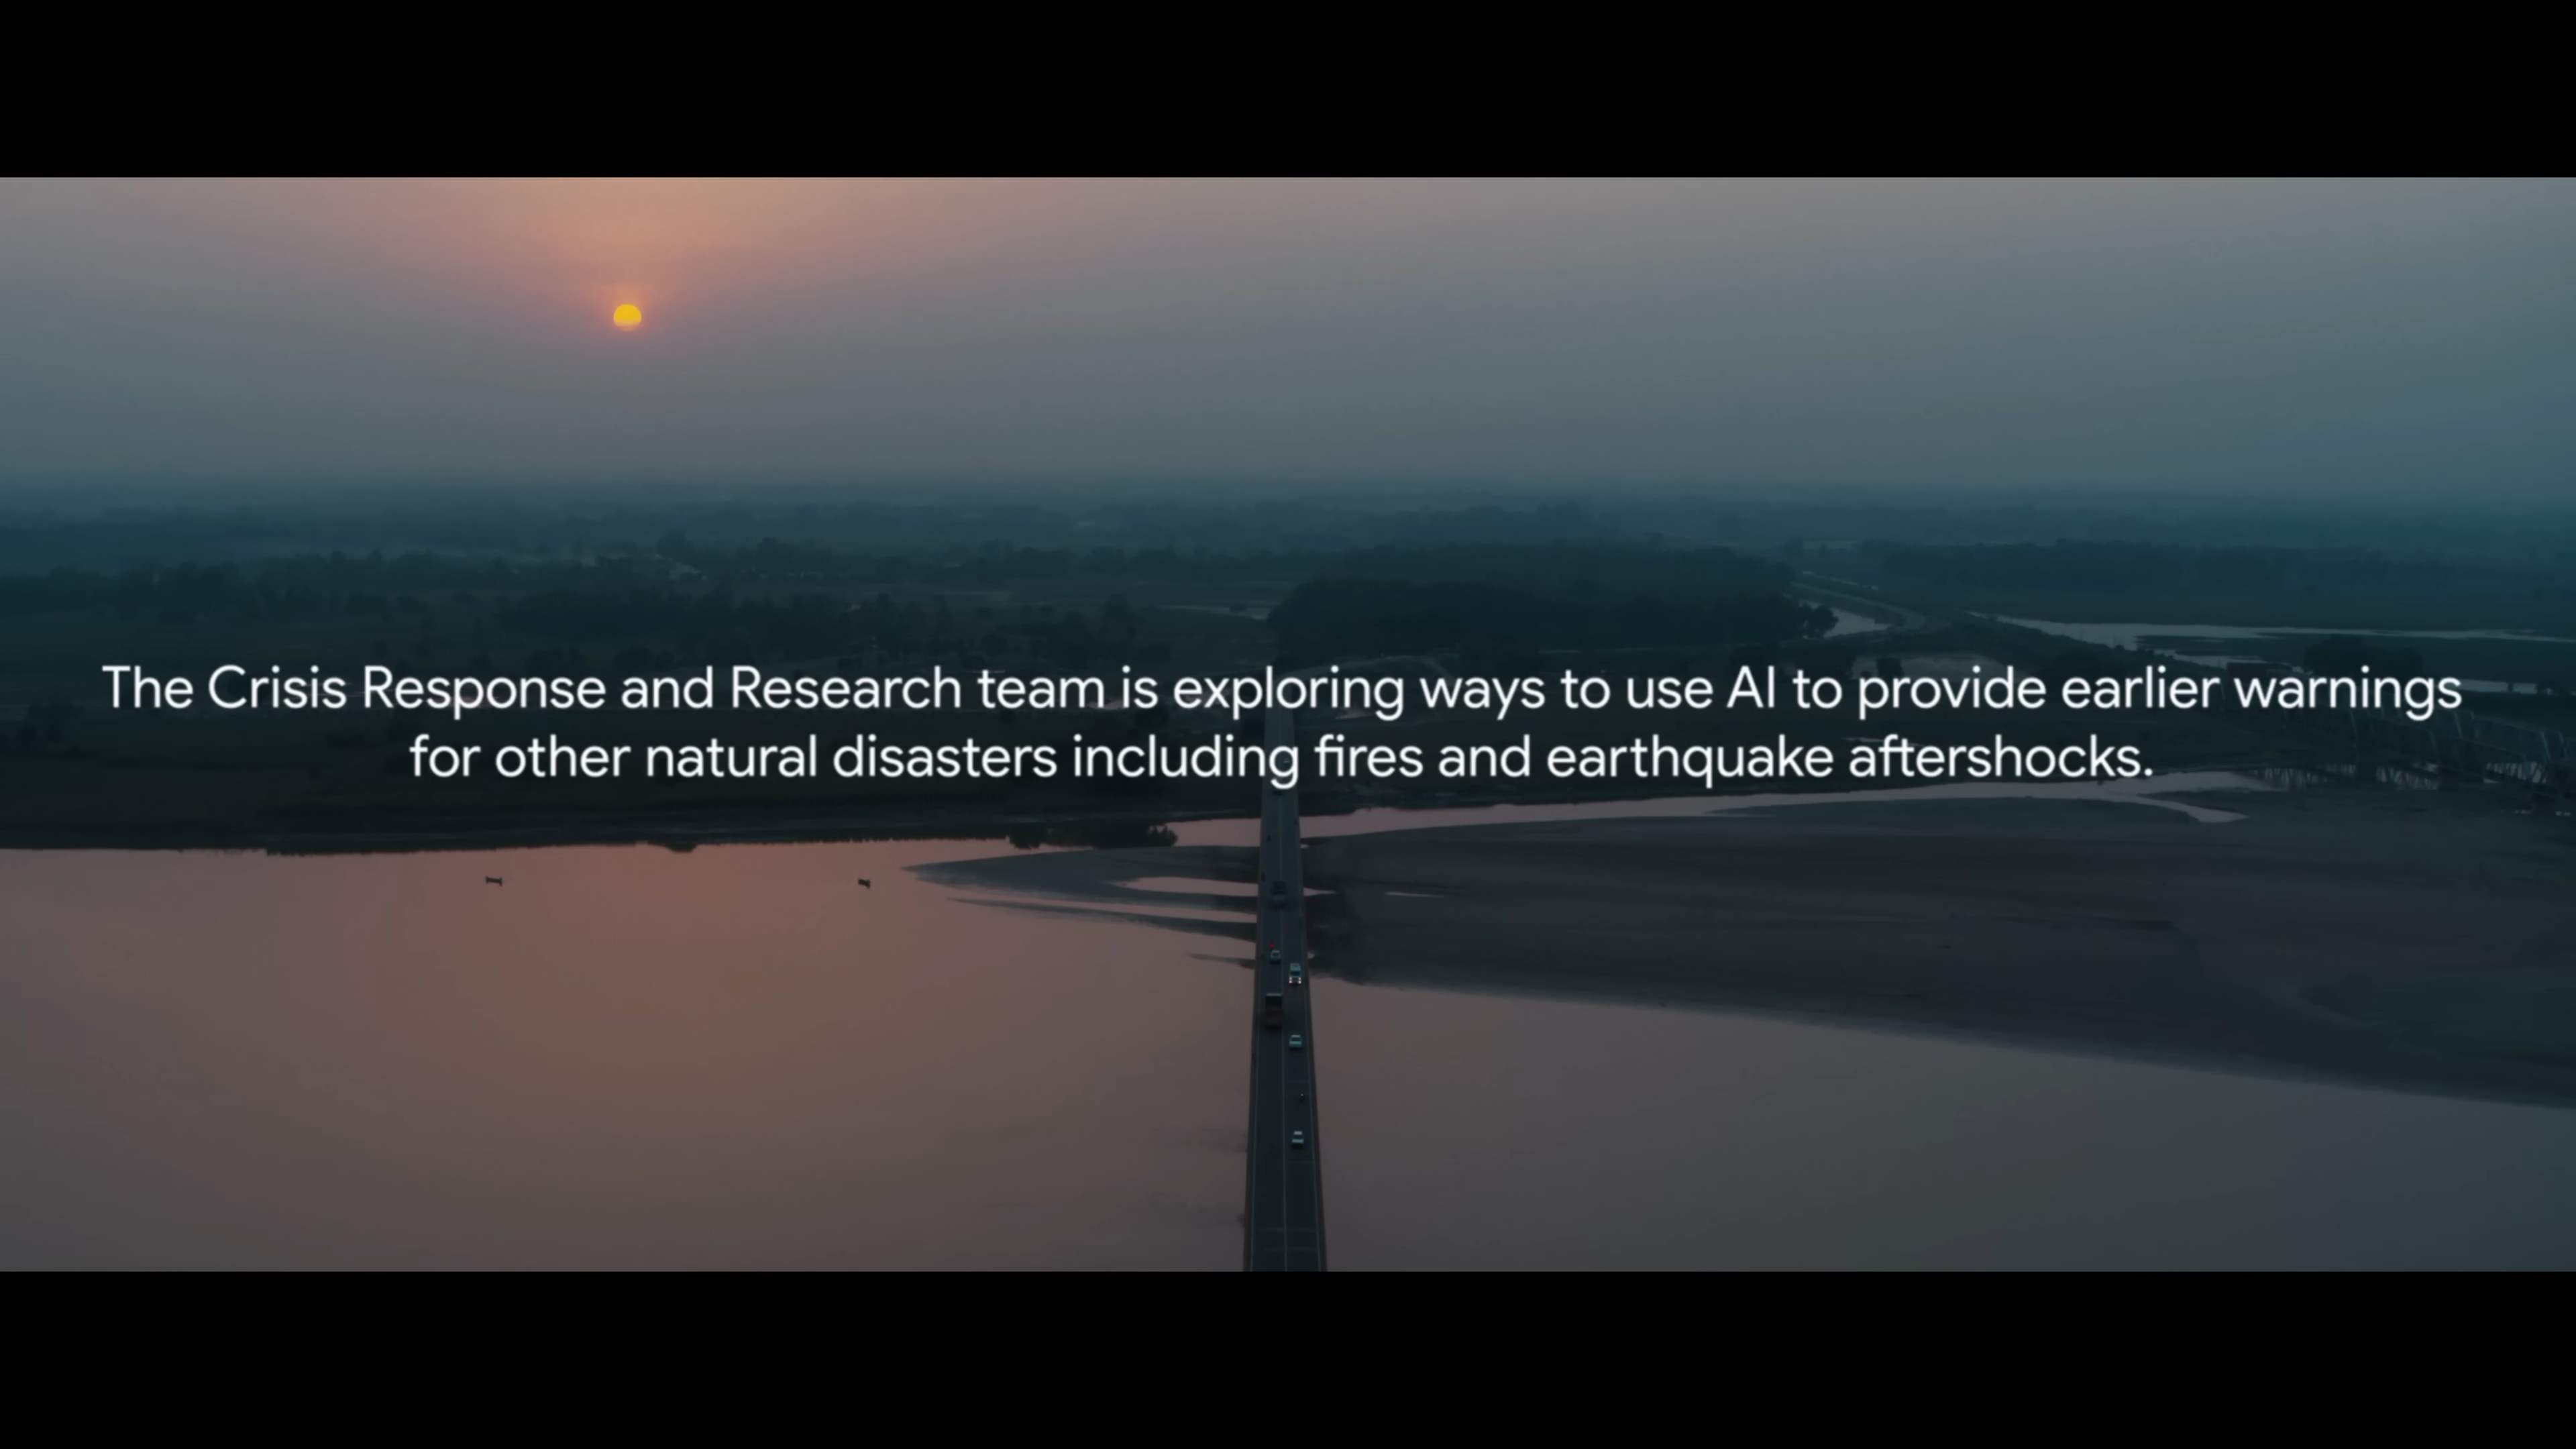 The Crisis Response and Research team is exploring ways to use AI to provide earlier warnings
for other natural disasters including fires and earthquake aftershocks.